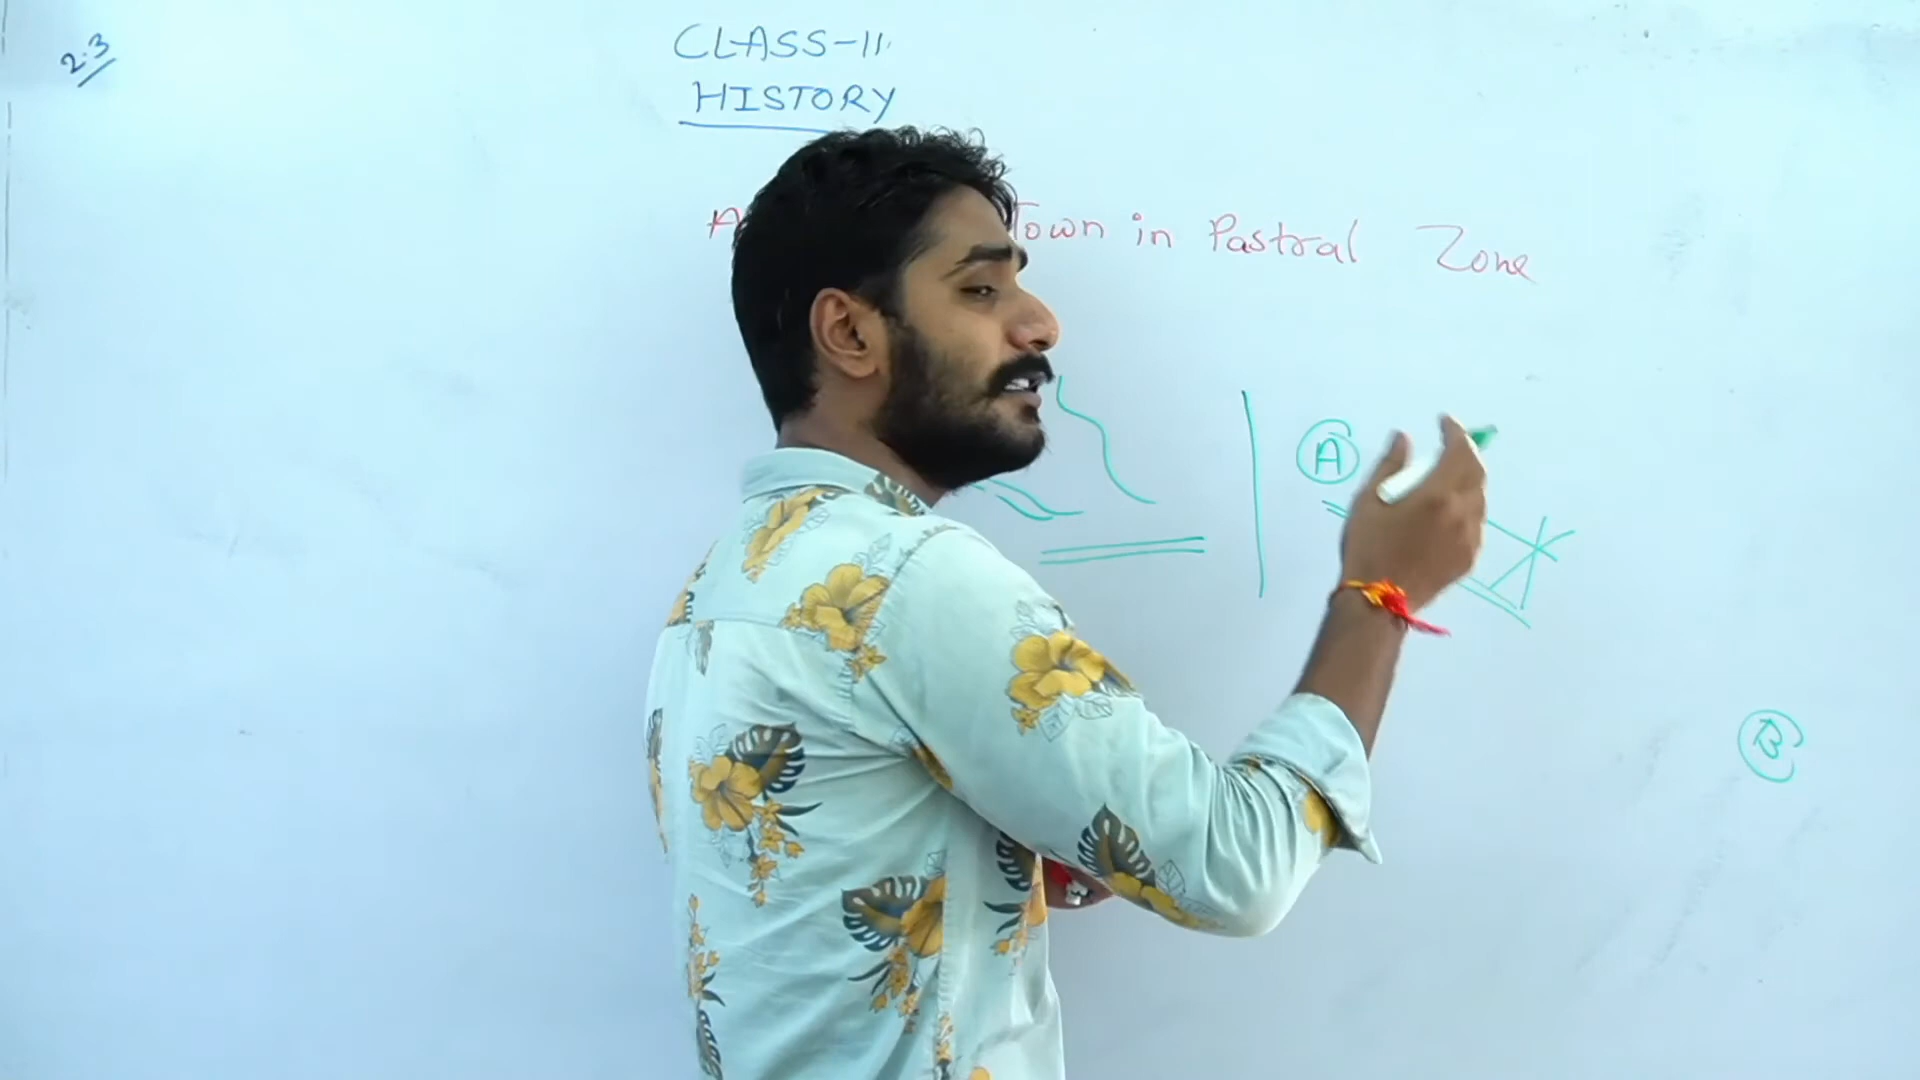 2.3
CLASS-11
HISTORY
A Town in Pastral Zone
A
B